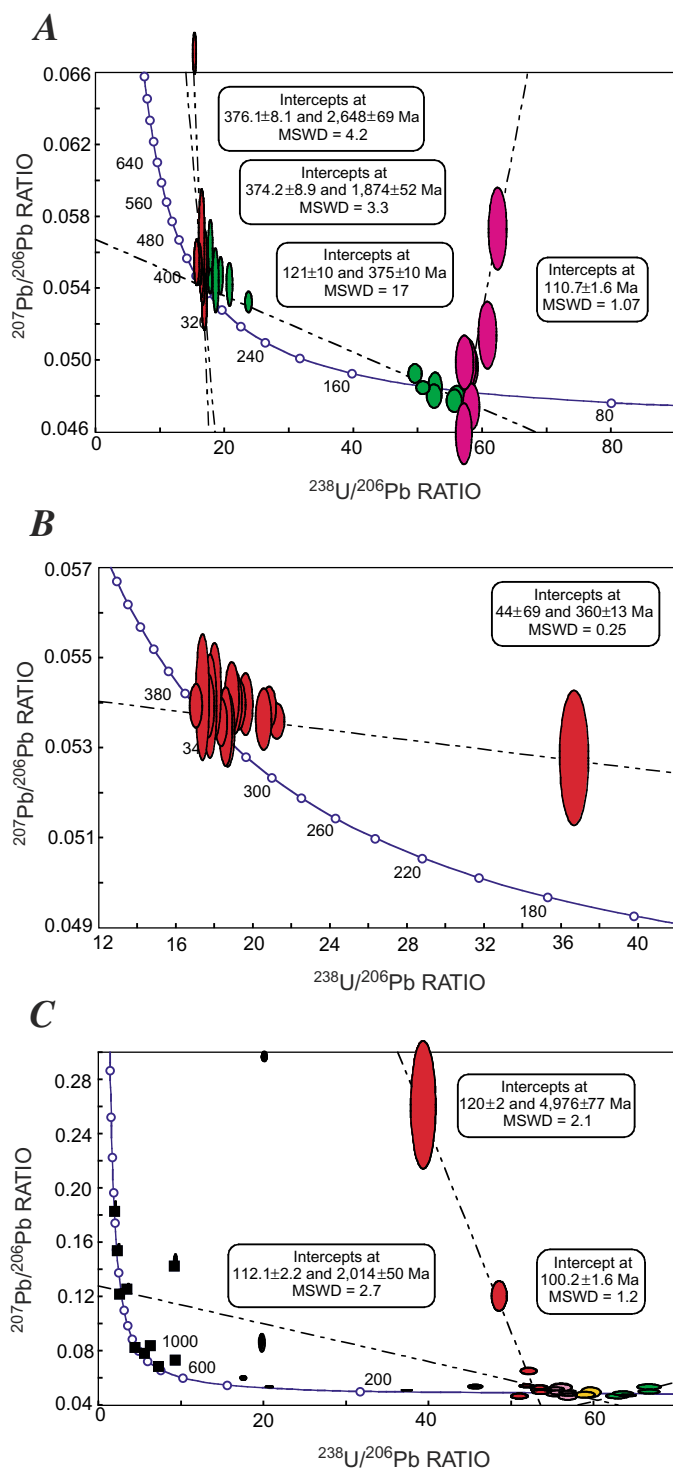 A
0.066
0.062
0.058
0.054
0.050
0.046
207Pb/206Pb RATIO
640
560
480
400
320
240
160
80
Intercepts at
376.1±8.1 and 2,648±69 Ma
MSWD = 4.2
Intercepts at
374.2±8.9 and 1,874±52 Ma
MSWD = 3.3
Intercepts at
121±10 and 375±10 Ma
MSWD = 17
110.7±1.6 Ma
MSWD = 1.07
0 20 40 60 80
238U/206Pb RATIO
B
0.057
0.055
0.053
0.051
0.049
207Pb/206Pb RATIO
Intercepts at
44±69 and 360±13 Ma
MSWD = 0.25
380
300
260
220
180
12 16 20 24 28 32 36 40
238U/206Pb RATIO
C
0.28
0.24
0.20
0.16
0.12
0.08
0.04
207Pb/206Pb RATIO
Intercepts at
120±2 and 4,976±77 Ma
MSWD = 2.1
Intercepts at
112.1±2.2 and 2,014±50 Ma
MSWD = 2.7
Intercept at
100.2±1.6 Ma
MSWD = 1.2
1000
600
200
0 20 40 60
238U/206Pb RATIO